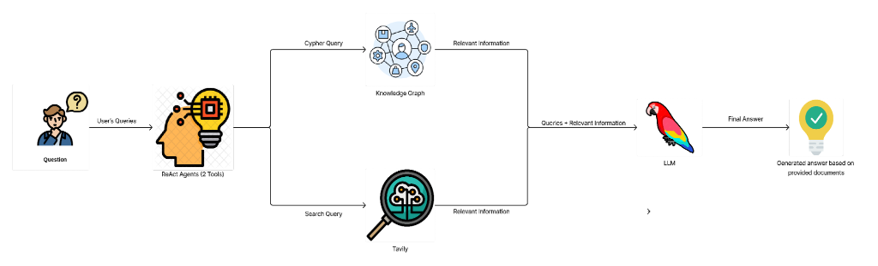 Cypher Query
Relevant Information
Knowledge Graph
User's Queries
Queries + Relevant Information
Final Answer
Question
ReAct Agents (2 Tools)
LLM
Generated answer based on
provided documents
Search Query
Relevant Information
Tavily